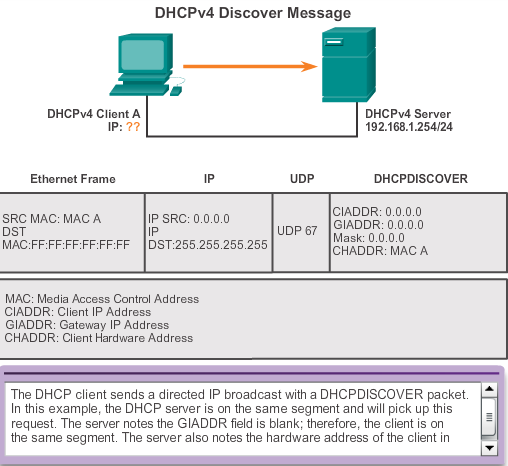 DHCPv4 Discover Message
DHCPv4 Client A
IP: ??
DHCPv4 Server
192.168.1.254/24
Ethernet Frame
IP
UDP
DHCPDISCOVER
SRC MAC: MAC A
DST
MAC:FF:FF:FF:FF:FF:FF
IP SRC: 0.0.0.0
IP
DST:255.255.255.255
UDP 67
CIADDR: 0.0.0.0
GIADDR: 0.0.0.0
Mask: 0.0.0.0
CHADDR: MAC A
MAC: Media Access Control Address
CIADDR: Client IP Address
GIADDR: Gateway IP Address
CHADDR: Client Hardware Address
The DHCP client sends a directed IP broadcast with a DHCPDISCOVER packet.
In this example, the DHCP server is on the same segment and will pick up this
request. The server notes the GIADDR field is blank; therefore, the client is on
the same segment. The server also notes the hardware address of the client in